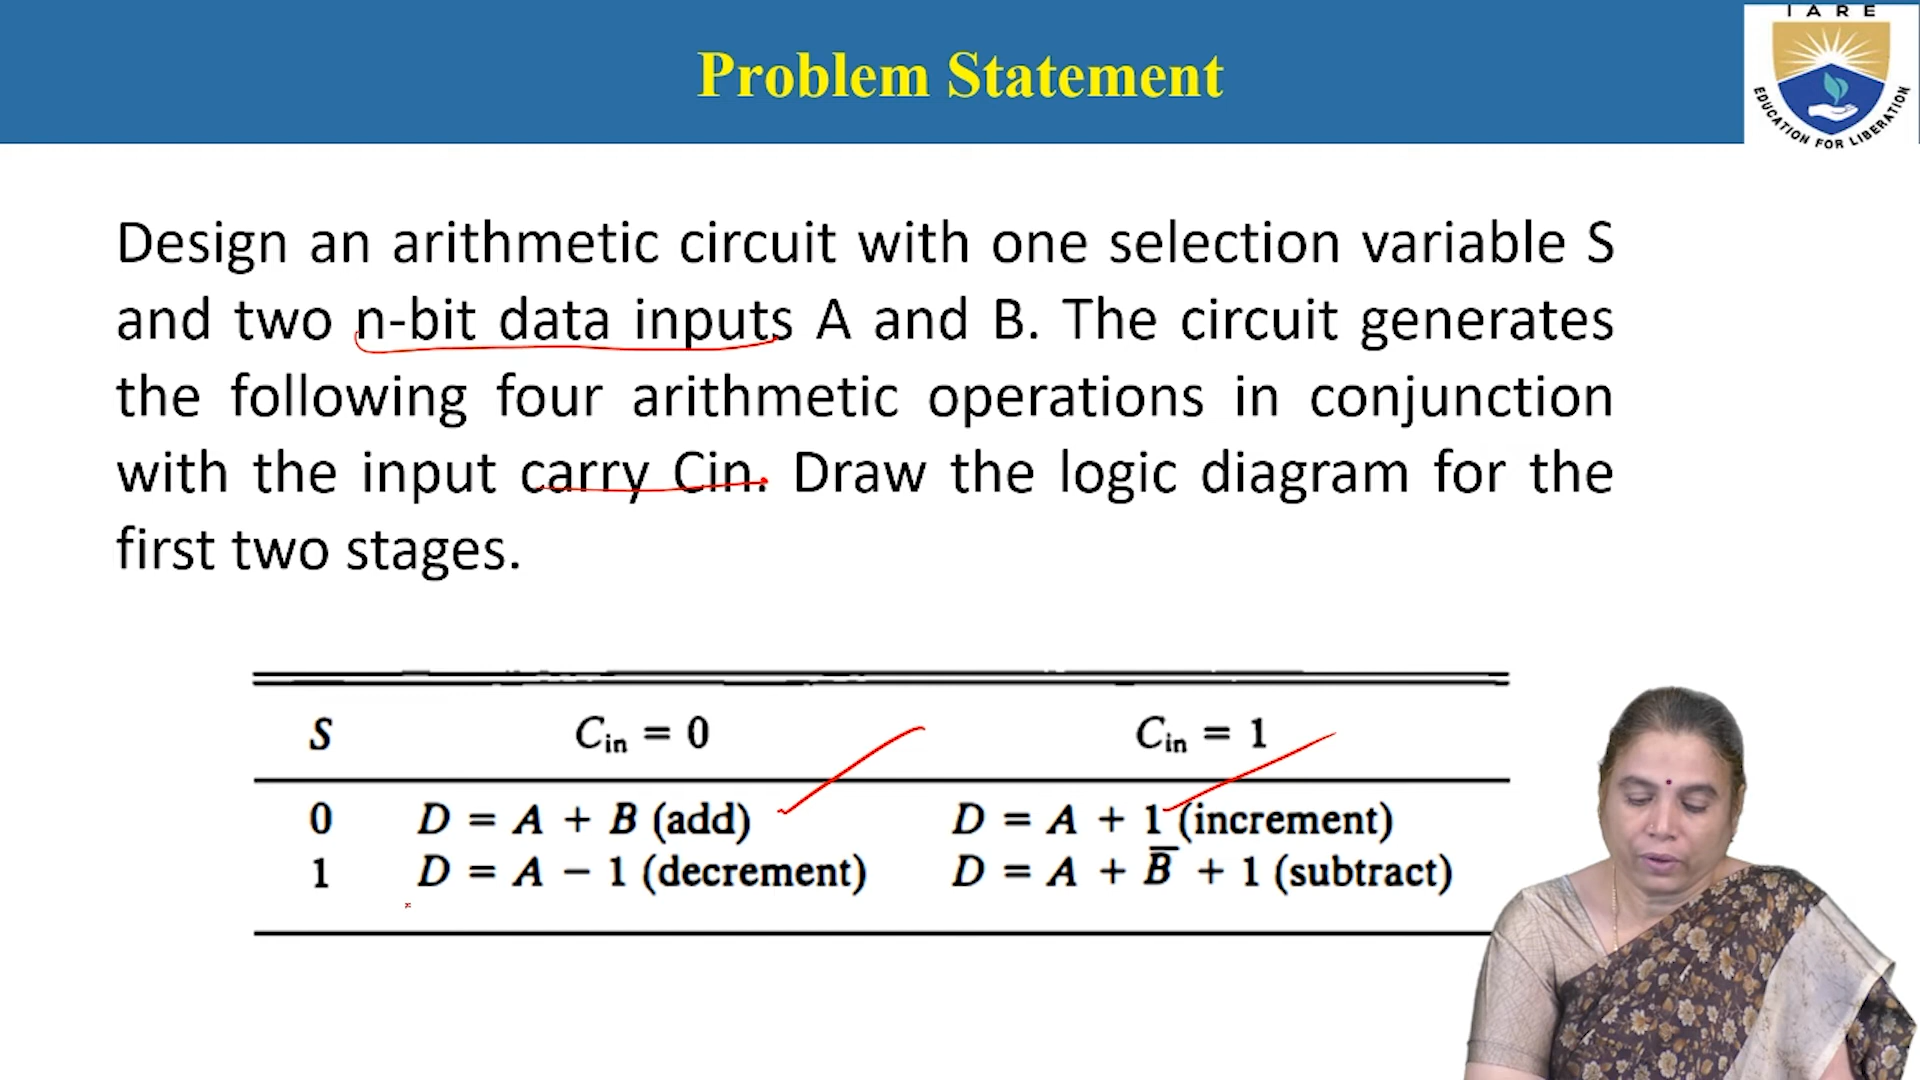 Problem Statement
IARE
EDUCATION FOR LIBERATION
Design an arithmetic circuit with one selection variable S
and two n-bit data inputs A and B. The circuit generates
the following four arithmetic operations in conjunction
with the input carry Cin. Draw the logic diagram for the
first two stages.
S Cin = 0 Cin = 1
0 D = A + B (add) D = A + 1 (increment)
1 D = A − 1 (decrement) D = A + B̅ + 1 (subtract)